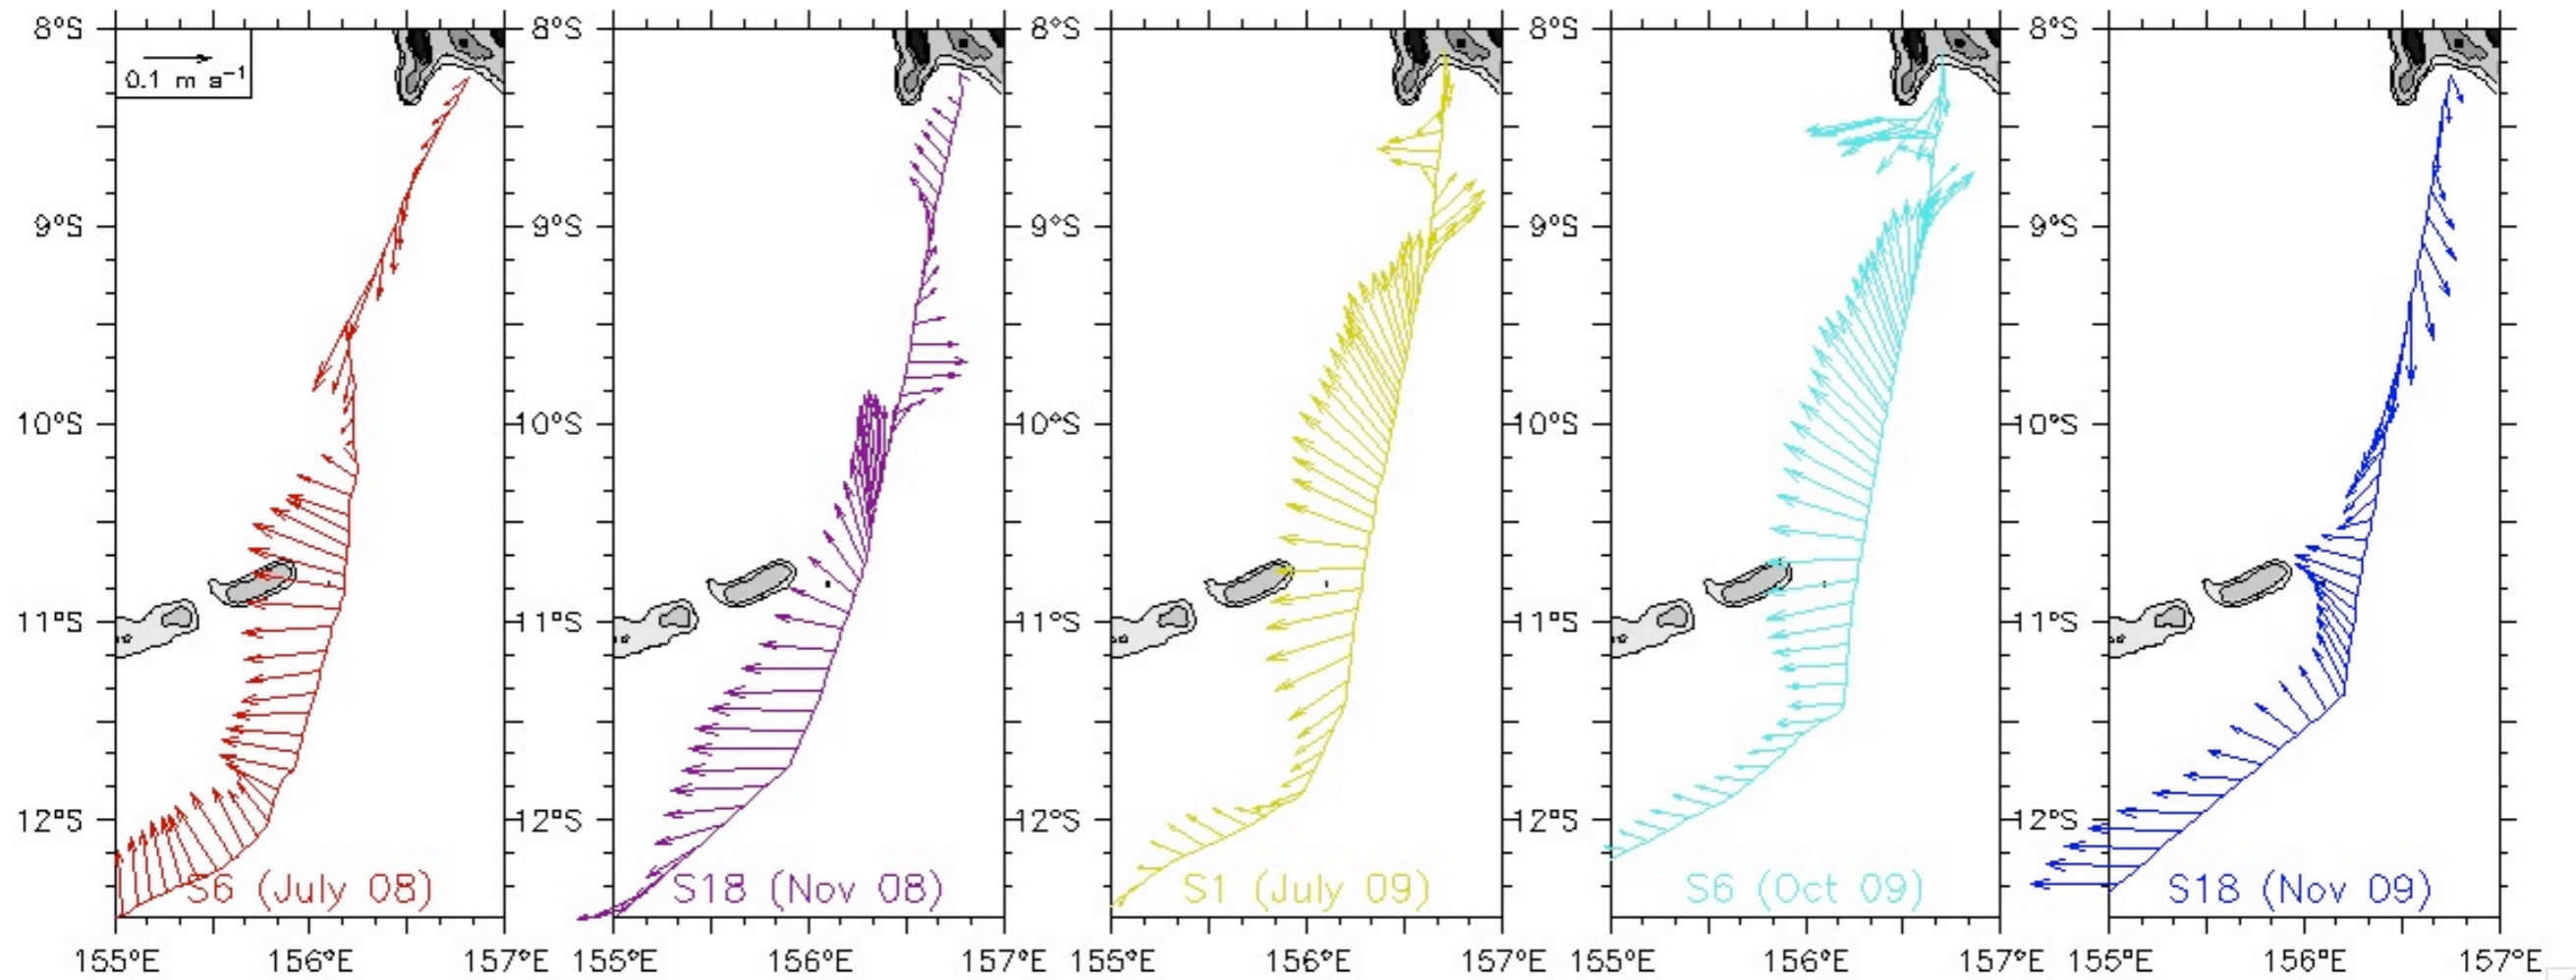 8°S 8°S 8°S 8°S 8°S
0.1 m s⁻¹
9°S 9°S 9°S 9°S 9°S
10°S 10°S 10°S 10°S 10°S
11°S 11°S 11°S 11°S 11°S
12°S 12°S 12°S 12°S 12°S
S6 (July 08) S18 (Nov 08) S1 (July 09) S6 (Oct 09) S18 (Nov 09)
155°E 156°E 157°E 155°E 156°E 157°E 155°E 156°E 157°E 155°E 156°E 157°E 155°E 156°E 157°E